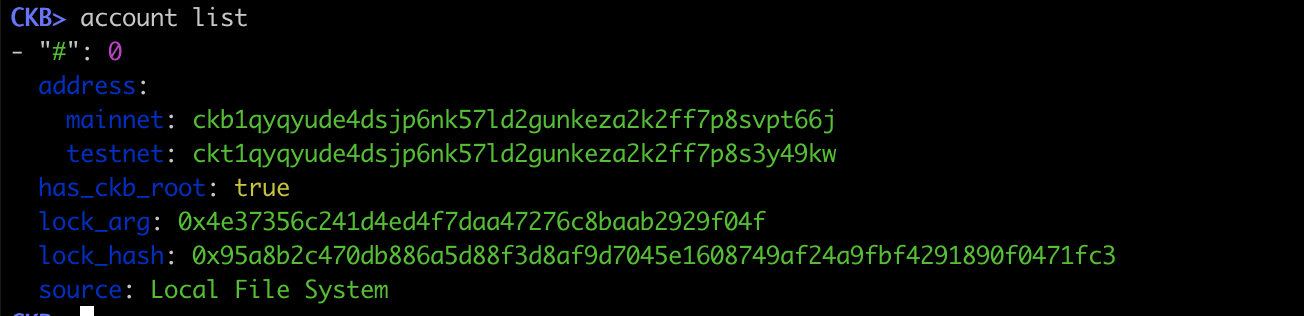 CKB> account list
- "#": 0
  address:
    mainnet: ckb1qyqyude4dsjp6nk57ld2gunkeza2k2ff7p8svpt66j
    testnet: ckt1qyqyude4dsjp6nk57ld2gunkeza2k2ff7p8s3y49kw
  has_ckb_root: true
  lock_arg: 0x4e37356c241d4ed4f7daa47276c8baab2929f04f
  lock_hash: 0x95a8b2c470db886a5d88f3d8af9d7045e1608749af24a9fbf4291890f0471fc3
  source: Local File System
CKB>